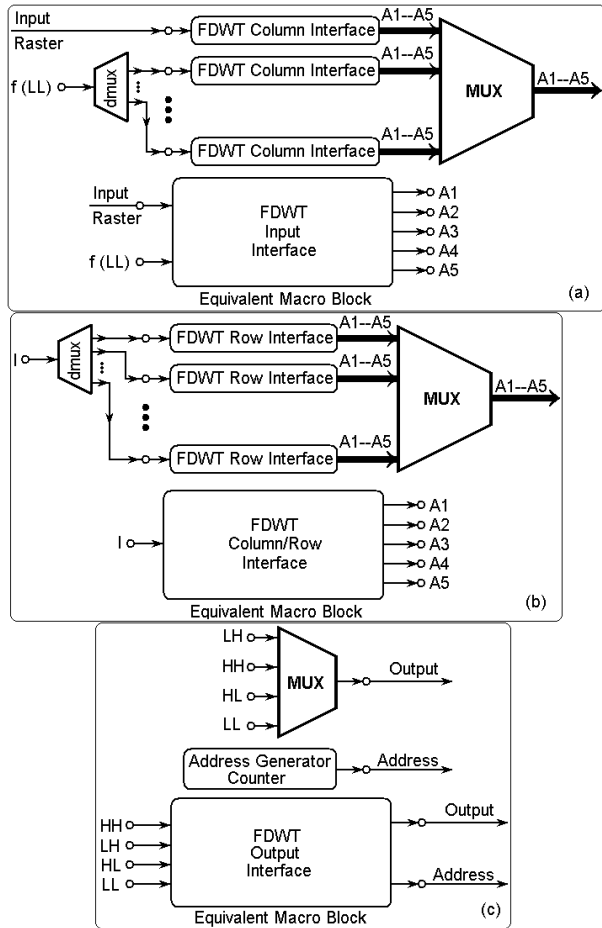 Input
Raster
FDWT Column Interface
A1--A5
f (LL)
dmux
...
FDWT Column Interface
A1--A5
MUX
A1--A5
FDWT Column Interface
A1--A5
Input
Raster
f (LL)
FDWT
Input
Interface
A1
A2
A3
A4
A5
Equivalent Macro Block
(a)
I
dmux
...
FDWT Row Interface
A1--A5
FDWT Row Interface
A1--A5
MUX
A1--A5
FDWT Row Interface
A1--A5
I
FDWT
Column/Row
Interface
A1
A2
A3
A4
A5
Equivalent Macro Block
(b)
LH
HH
HL
LL
MUX
Output
Address Generator
Counter
Address
HH
LH
HL
LL
FDWT
Output
Interface
Output
Address
Equivalent Macro Block
(c)